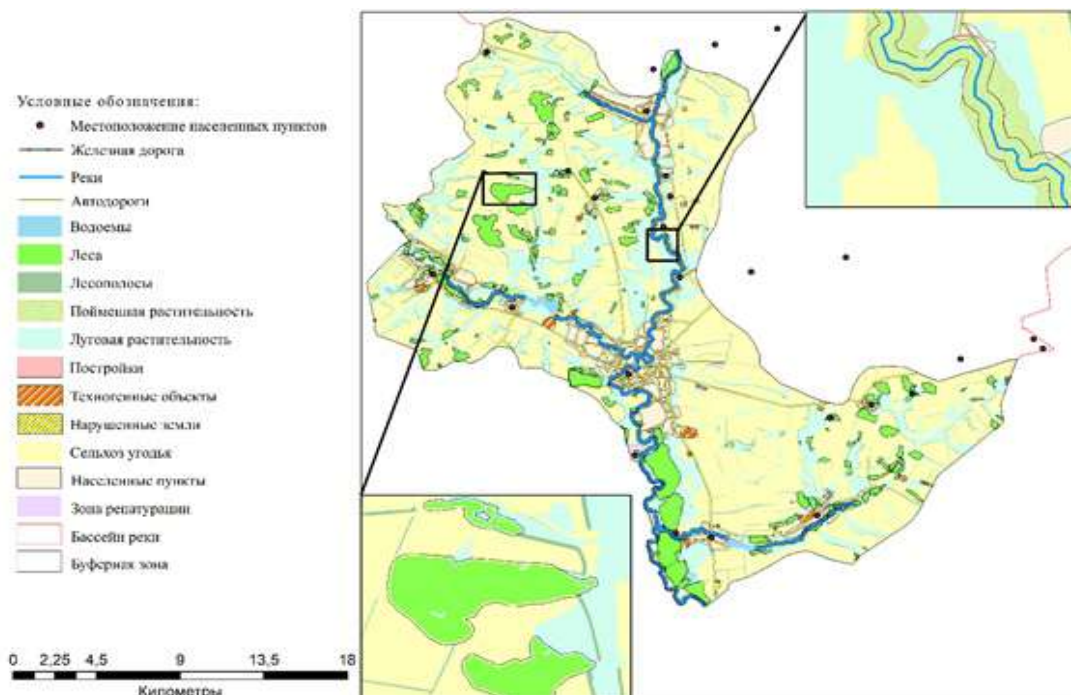 Условные обозначения:
Местоположение населенных пунктов
Железная дорога
Реки
Автодороги
Водоемы
Леса
Лесополосы
Пойменная растительность
Луговая растительность
Постройки
Техногенные объекты
Нарушенные земли
Сельхоз угодья
Населенные пункты
Зона репатурации
Бассейн реки
Буферная зона
0 2,25 4,5 9 13,5 18
Километры